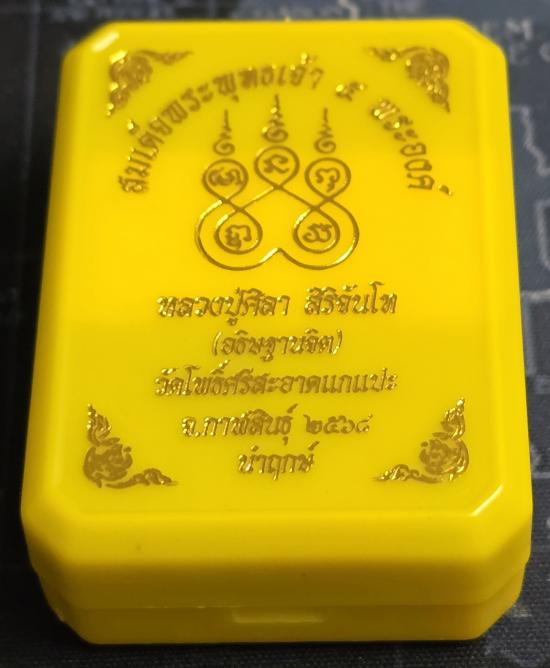 สมเด็จพระพุทธเจ้า ๕ พระองค์
หลวงปู่ศิลา สิริจันโท
(อธิษฐานจิต)
วัดโพธิ์ศรีสะอาดแกแปะ
จ.กาฬสินธุ์ ๒๕๖๘
นำฤกษ์